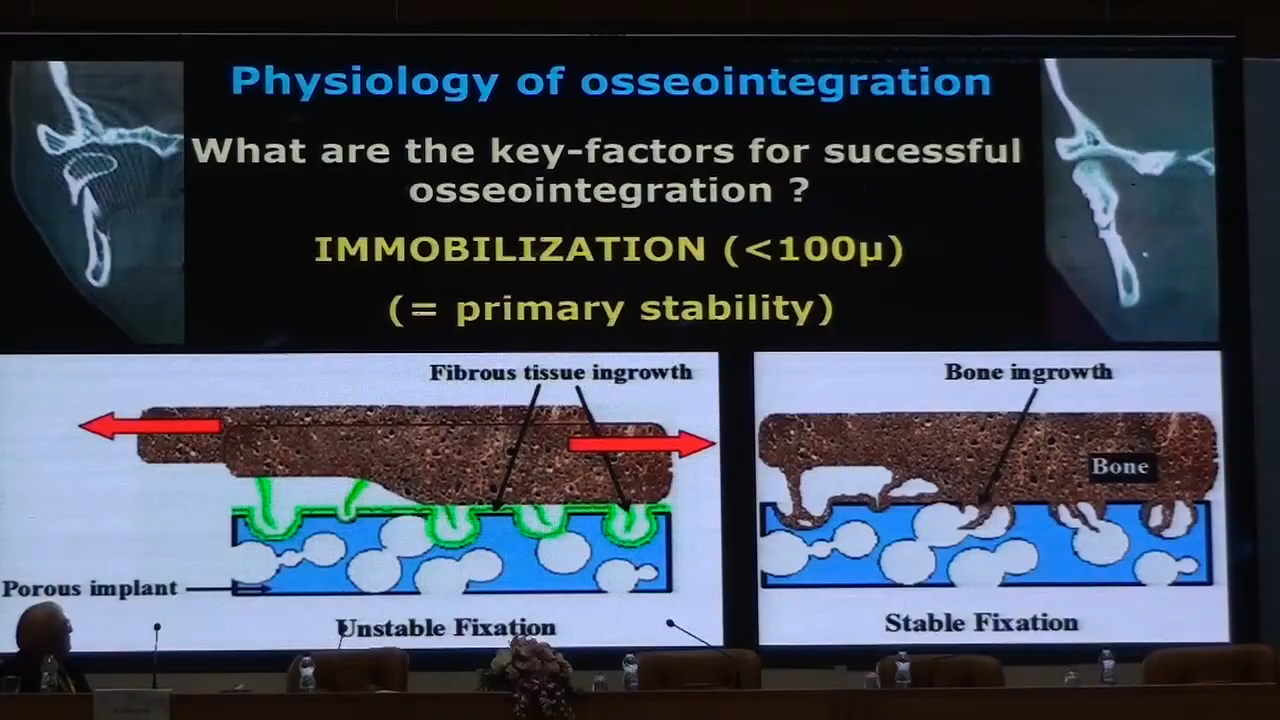 Physiology of osseointegration
What are the key-factors for sucessful
osseointegration ?
IMMOBILIZATION (<100µ)
(= primary stability)
Fibrous tissue ingrowth
Porous implant
Unstable Fixation
Bone ingrowth
Bone
Stable Fixation